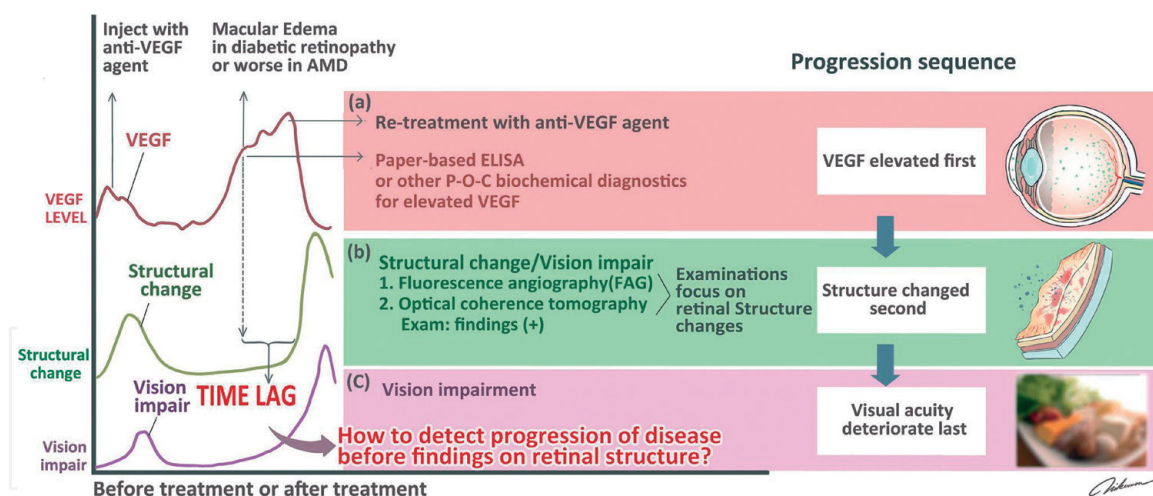 Inject with
anti-VEGF
agent
Macular Edema
in diabetic retinopathy
or worse in AMD
Progression sequence
VEGF
VEGF
LEVEL
(a)
Re-treatment with anti-VEGF agent
Paper-based ELISA
or other P-O-C biochemical diagnostics
for elevated VEGF
VEGF elevated first
Structural
change
Structural
change
(b)
Structural change/Vision impair
1. Fluorescence angiography(FAG)
2. Optical coherence tomography
Exam: findings (+)
Examinations
focus on
retinal Structure
changes
Structure changed
second
Vision
impair
Vision
impair
TIME LAG
(C)
Vision impairment
How to detect progression of disease
before findings on retinal structure?
Visual acuity
deteriorate last
Before treatment or after treatment